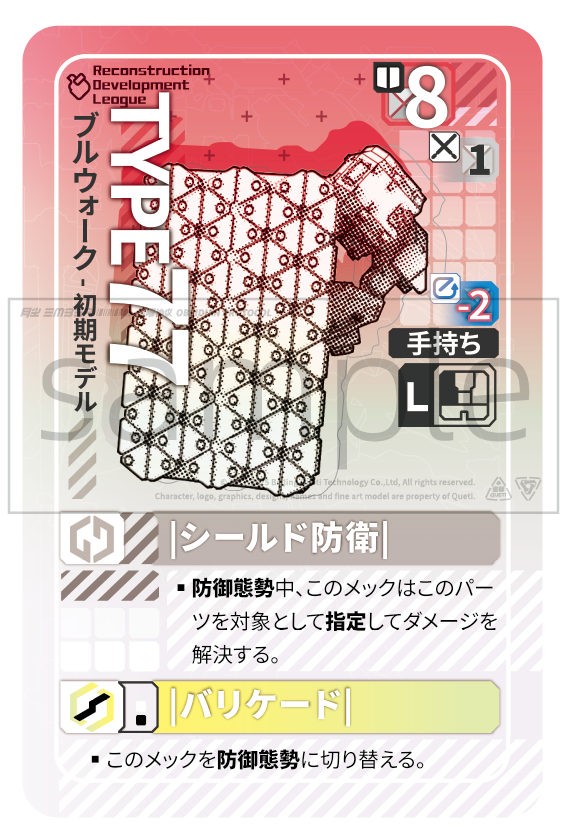 Reconstruction
Development
League
8
1
-2
TYPE 77
ブルウォーク - 初期モデル
手持ち
L
sample
Technology Co.,Ltd, All rights reserved.
Character, logo, graphics, design, names and fine art model are property of Queti.
|シールド防衛|
▪ 防御態勢中、このメックはこのパー
ツを対象として指定してダメージを
解決する。
|バリケード|
▪ このメックを防御態勢に切り替える。